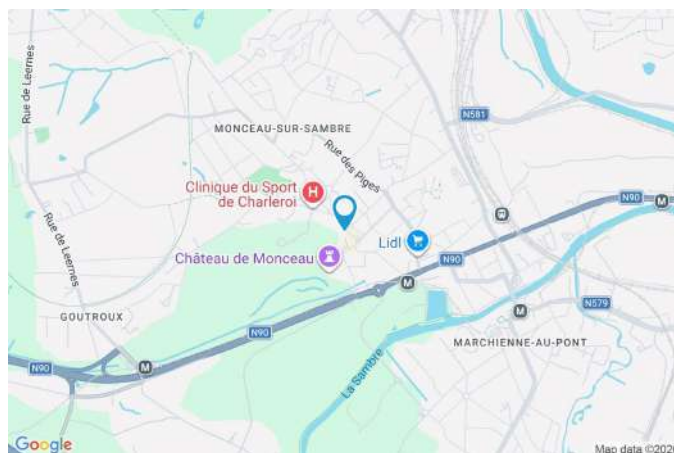 Rue de Leernes
MONCEAU-SUR-SAMBRE
Rue des Piges
N581
Clinique du Sport
de Charleroi
H
N90
M
Lidl
Château de Monceau
N90
Rue de Leernes
M
N579
GOUTROUX
N90
M
M
MARCHIENNE-AU-PONT
N90
La Sambre
Google
Map data ©2026